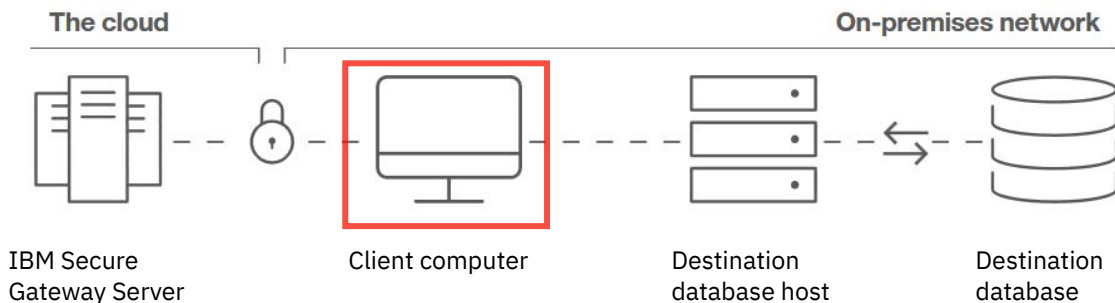 The cloud
On-premises network
IBM Secure
Gateway Server
Client computer
Destination
database host
Destination
database